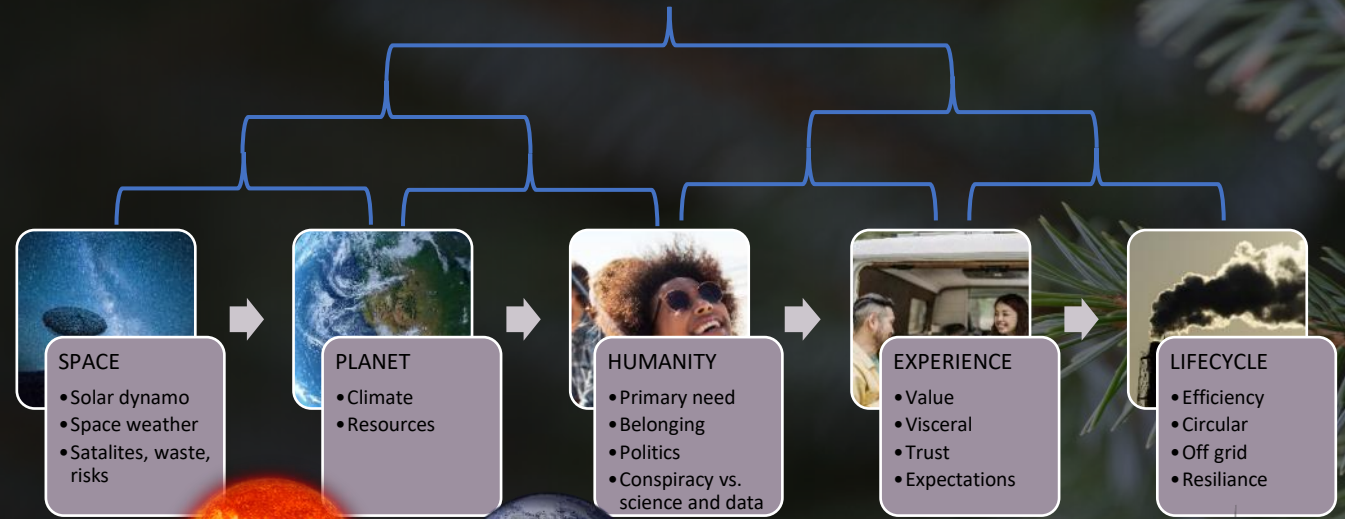 SPACE
•Solar dynamo
•Space weather
•Satalites, waste,
risks
PLANET
•Climate
•Resources
HUMANITY
•Primary need
•Belonging
•Politics
•Conspiracy vs.
science and data
EXPERIENCE
•Value
•Visceral
•Trust
•Expectations
LIFECYCLE
•Efficiency
•Circular
•Off grid
•Resiliance